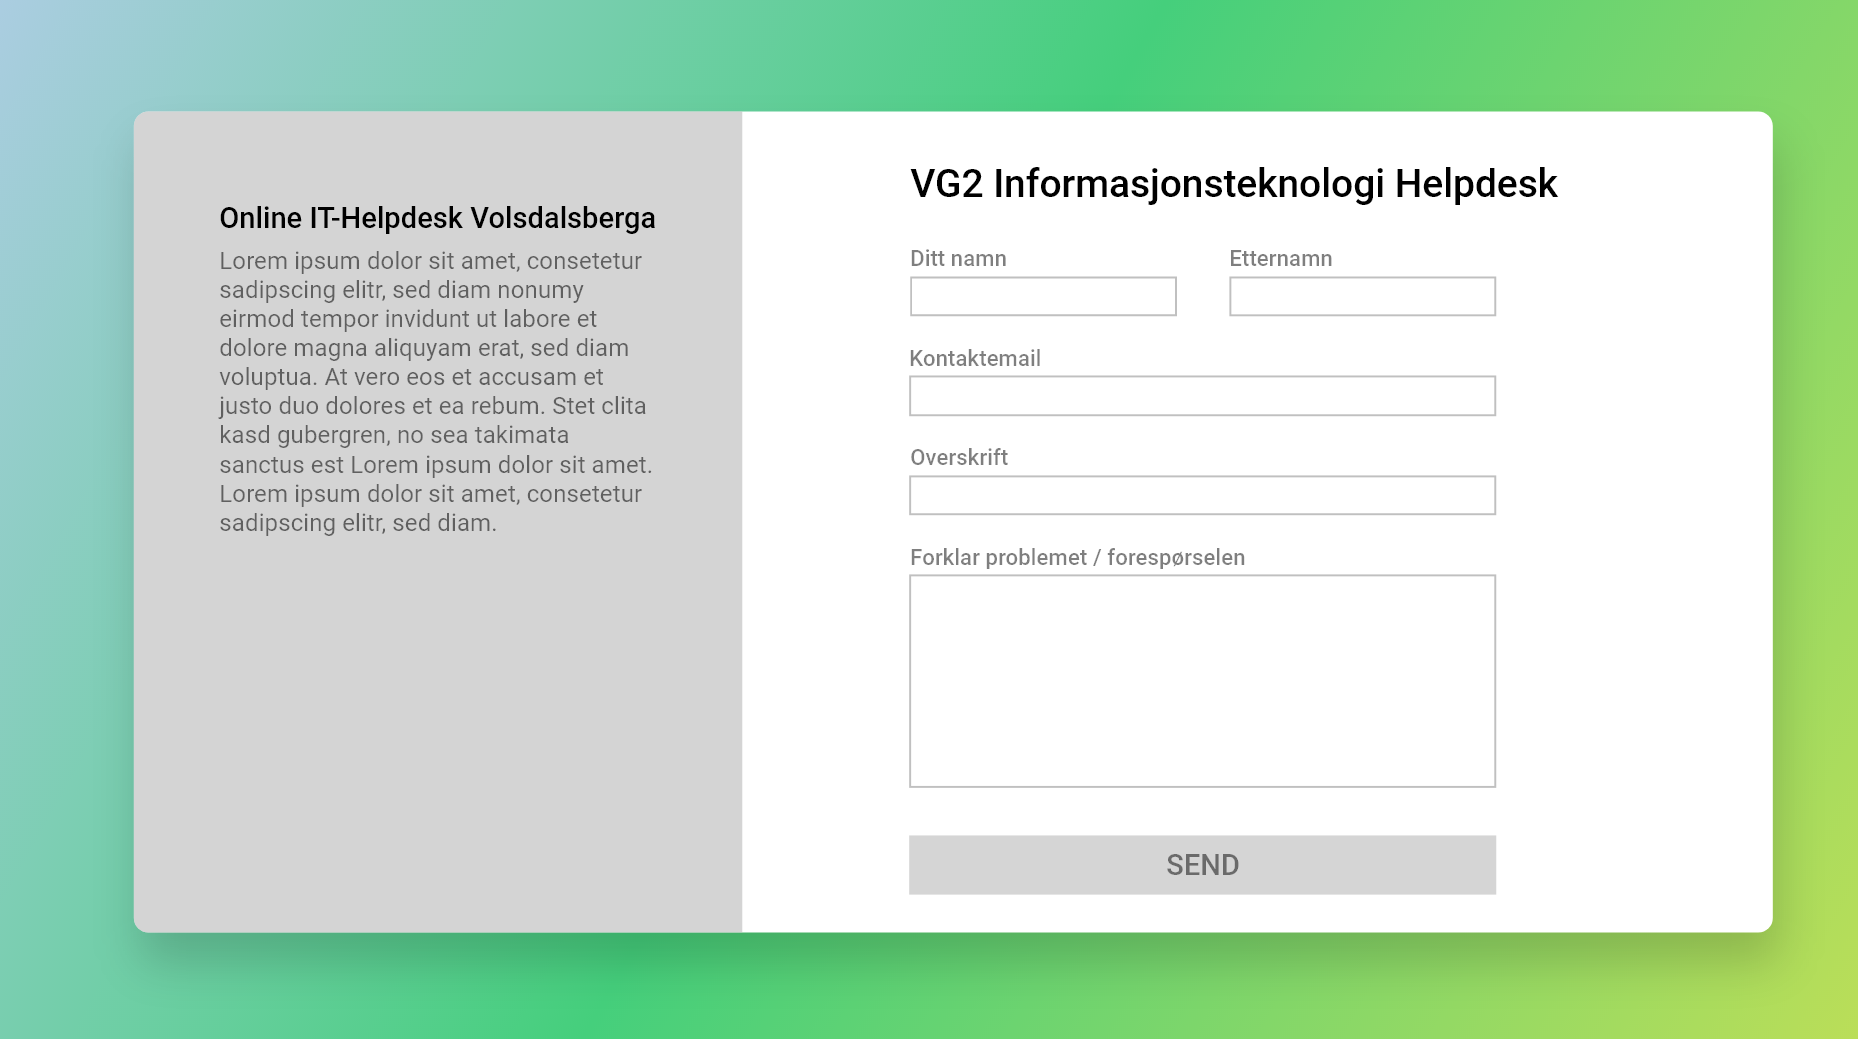 Online IT-Helpdesk Volsdalsberga
Lorem ipsum dolor sit amet, consetetur
sadipscing elitr, sed diam nonumy
eirmod tempor invidunt ut labore et
dolore magna aliquyam erat, sed diam
voluptua. At vero eos et accusam et
justo duo dolores et ea rebum. Stet clita
kasd gubergren, no sea takimata
sanctus est Lorem ipsum dolor sit amet.
Lorem ipsum dolor sit amet, consetetur
sadipscing elitr, sed diam.
VG2 Informasjonsteknologi Helpdesk
Ditt namn
Etternamn
Kontaktemail
Overskrift
Forklar problemet / forespørselen
SEND